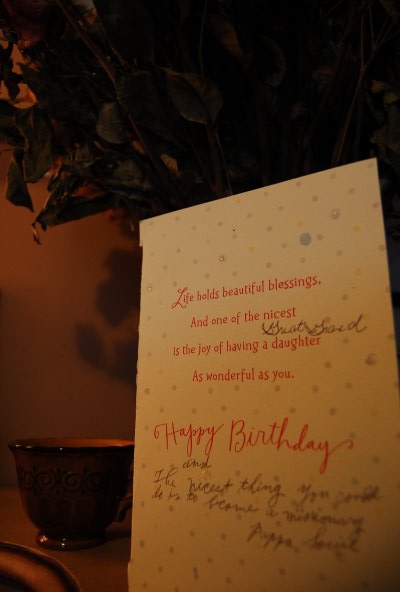 Life holds beautiful blessings,
And one of the nicest
Great Grand
Is the joy of having a daughter
As wonderful as you.
Happy Birthday
and
The nicest thing you could
do is to become a missionary
Pappa